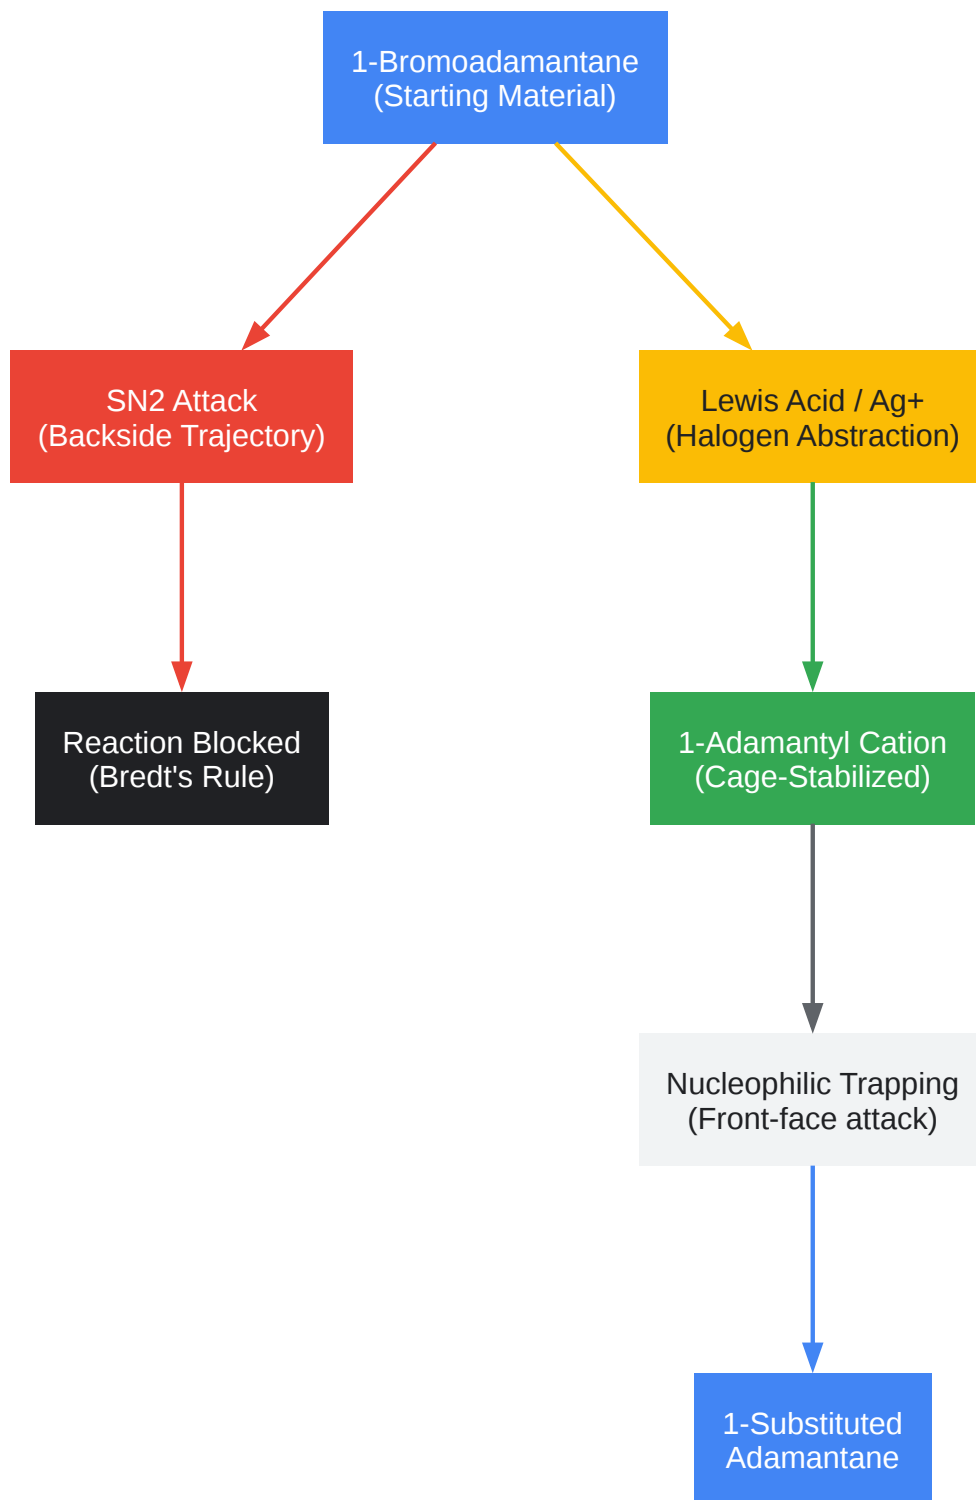 1-Bromoadamantane
(Starting Material)
SN2 Attack
(Backside Trajectory)
Lewis Acid / Ag+
(Halogen Abstraction)
Reaction Blocked
(Bredt's Rule)
1-Adamantyl Cation
(Cage-Stabilized)
Nucleophilic Trapping
(Front-face attack)
1-Substituted
Adamantane